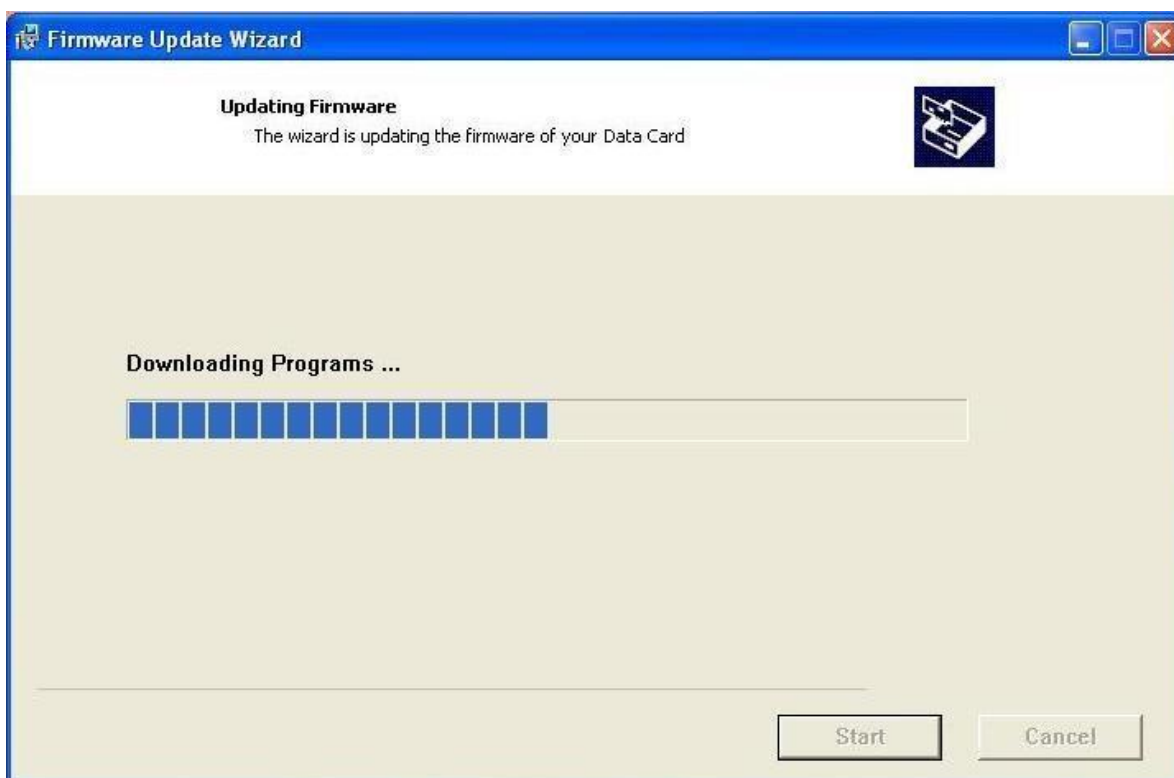 Firmware Update Wizard
Updating Firmware
The wizard is updating the firmware of your Data Card
Downloading Programs ...
Start
Cancel